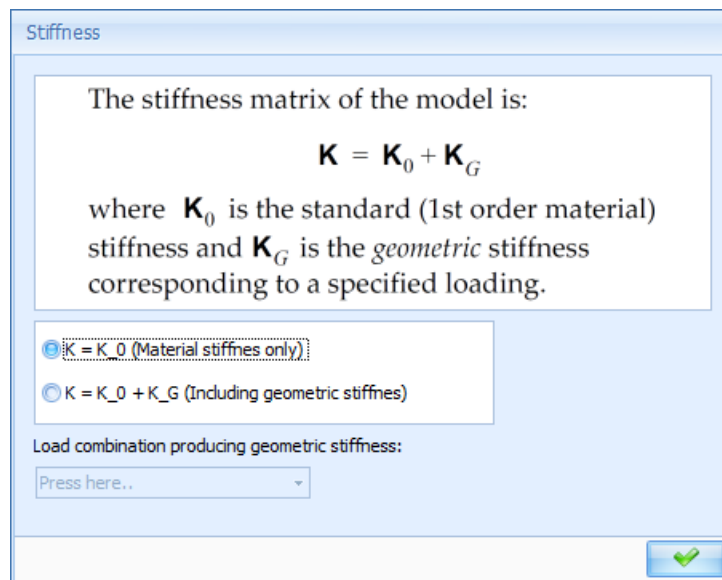 Stiffness
The stiffness matrix of the model is:
K = K₀ + K_G
where K₀ is the standard (1st order material)
stiffness and K_G is the geometric stiffness
corresponding to a specified loading.
K = K_0 (Material stiffnes only)
K = K_0 + K_G (Including geometric stiffnes)
Load combination producing geometric stiffness:
Press here..